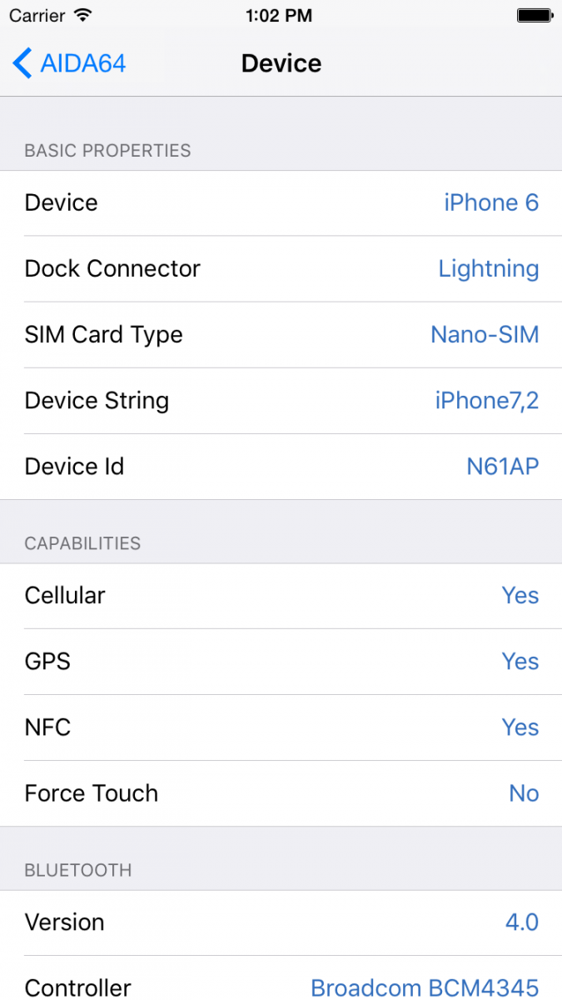 Carrier 1:02 PM
AIDA64 Device
BASIC PROPERTIES
Device iPhone 6
Dock Connector Lightning
SIM Card Type Nano-SIM
Device String iPhone7,2
Device Id N61AP
CAPABILITIES
Cellular Yes
GPS Yes
NFC Yes
Force Touch No
BLUETOOTH
Version 4.0
Controller Broadcom BCM4345